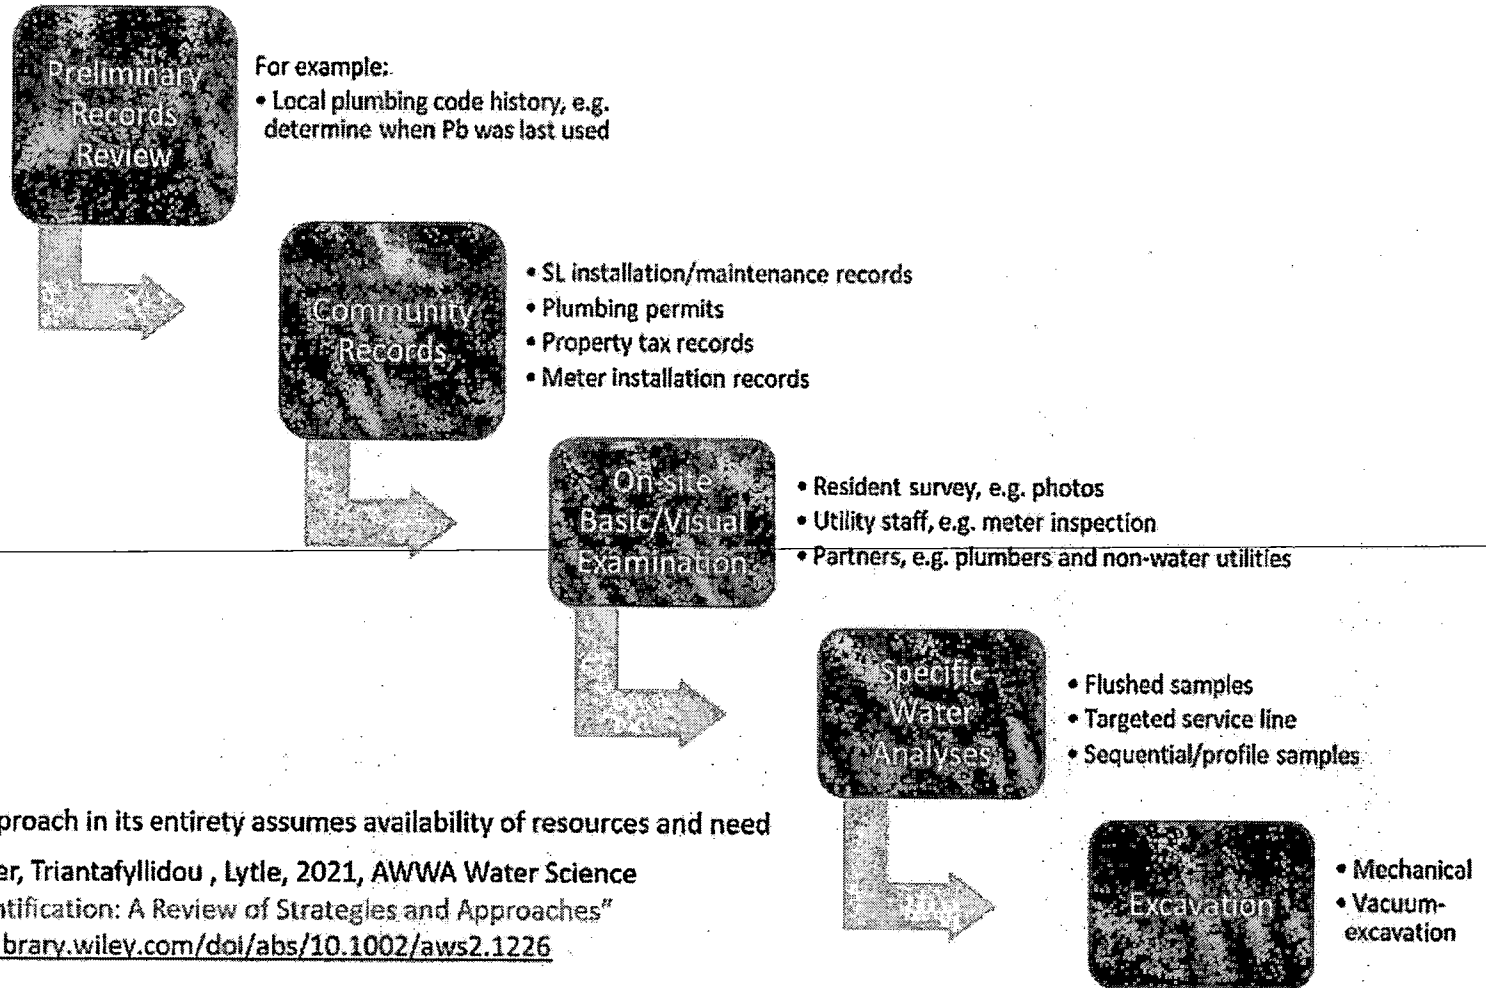 Preliminary
Records
Review
For example:
• Local plumbing code history, e.g.
determine when Pb was last used
Community
Records
• SL installation/maintenance records
• Plumbing permits
• Property tax records
• Meter installation records
On-site
Basic/Visual
Examination
• Resident survey, e.g. photos
• Utility staff, e.g. meter inspection
• Partners, e.g. plumbers and non-water utilities
Specific
Water
Analyses
• Flushed samples
• Targeted service line
• Sequential/profile samples
Excavation
• Mechanical
• Vacuum-
excavation
proach in its entirety assumes availability of resources and need
er, Triantafyllidou , Lytle, 2021, AWWA Water Science
ntification: A Review of Strategies and Approaches”
brary.wiley.com/doi/abs/10.1002/aws2.1226